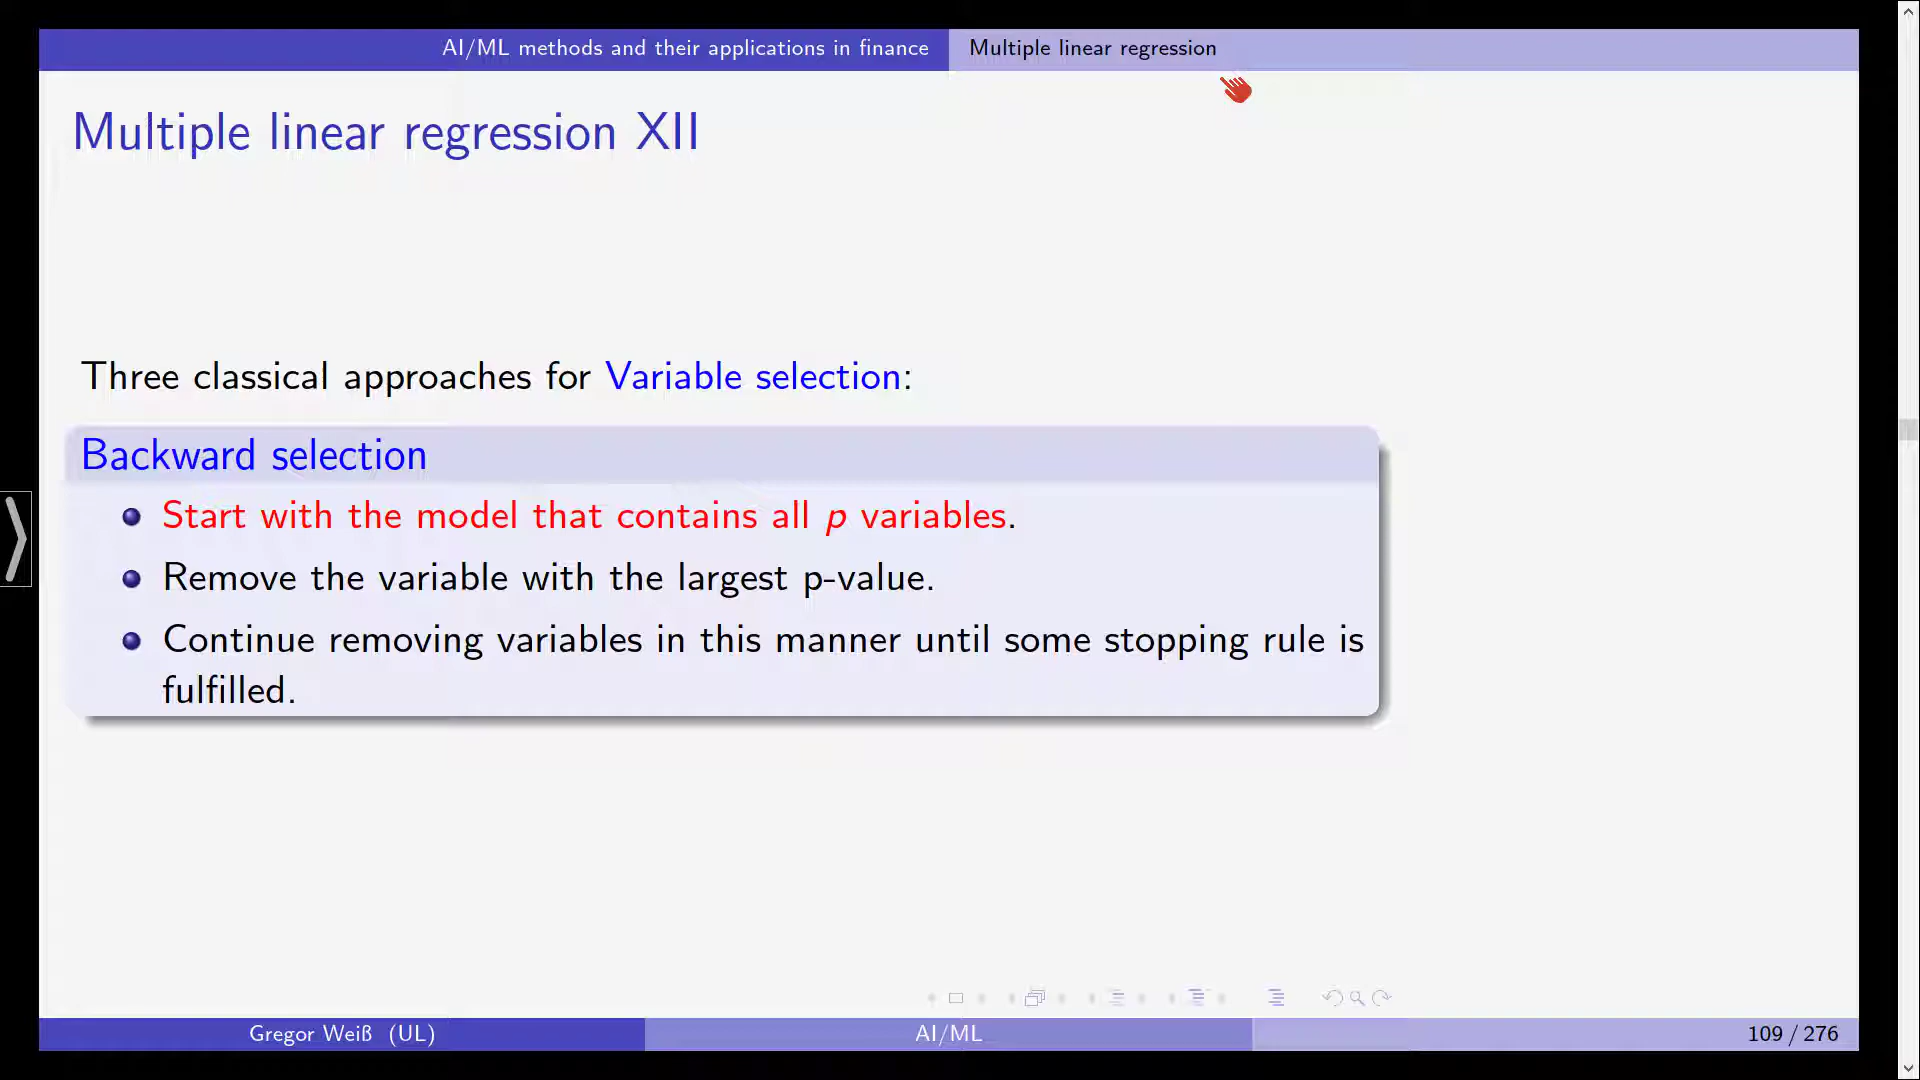 AI/ML methods and their applications in finance
Multiple linear regression
Multiple linear regression XII
Three classical approaches for Variable selection:
Backward selection
Start with the model that contains all p variables.
Remove the variable with the largest p-value.
Continue removing variables in this manner until some stopping rule is
fulfilled.
Gregor Weiß (UL)
AI/ML
109 / 276